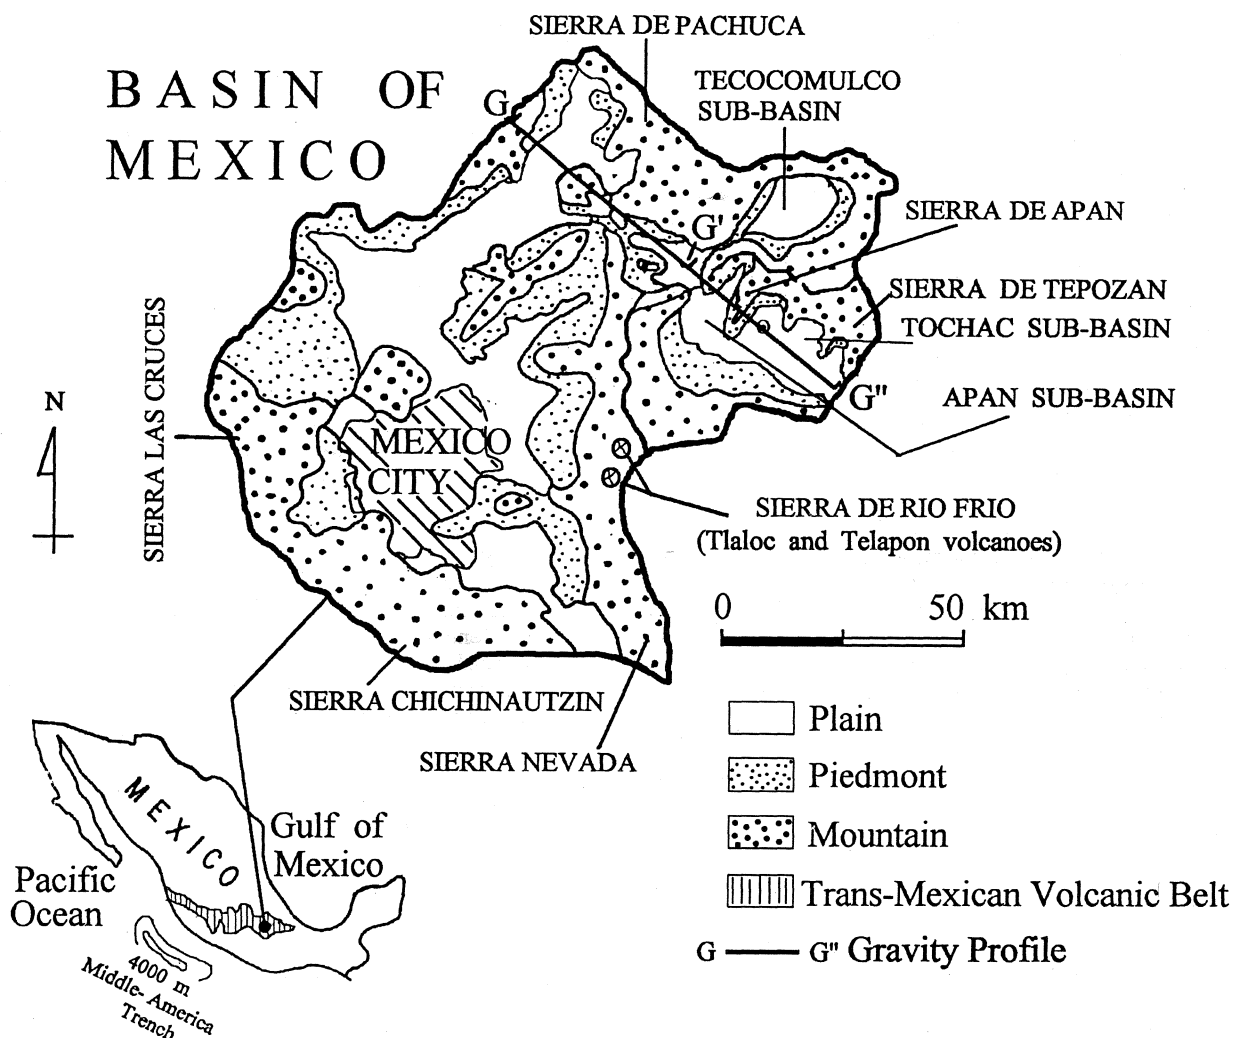 SIERRA DE PACHUCA
BASIN OF
MEXICO
TECOCOMULCO
SUB-BASIN
G
G'
SIERRA DE APAN
SIERRA DE TEPOZAN
TOCHAC SUB-BASIN
G"
APAN SUB-BASIN
SIERRA LAS CRUCES
N
MEXICO
CITY
SIERRA DE RIO FRIO
(Tlaloc and Telapon volcanoes)
0 50 km
SIERRA CHICHINAUTZIN
SIERRA NEVADA
Plain
Piedmont
Mountain
Trans-Mexican Volcanic Belt
G G" Gravity Profile
MEXICO
Gulf of
Mexico
Pacific
Ocean
4000 m
Middle-America
Trench